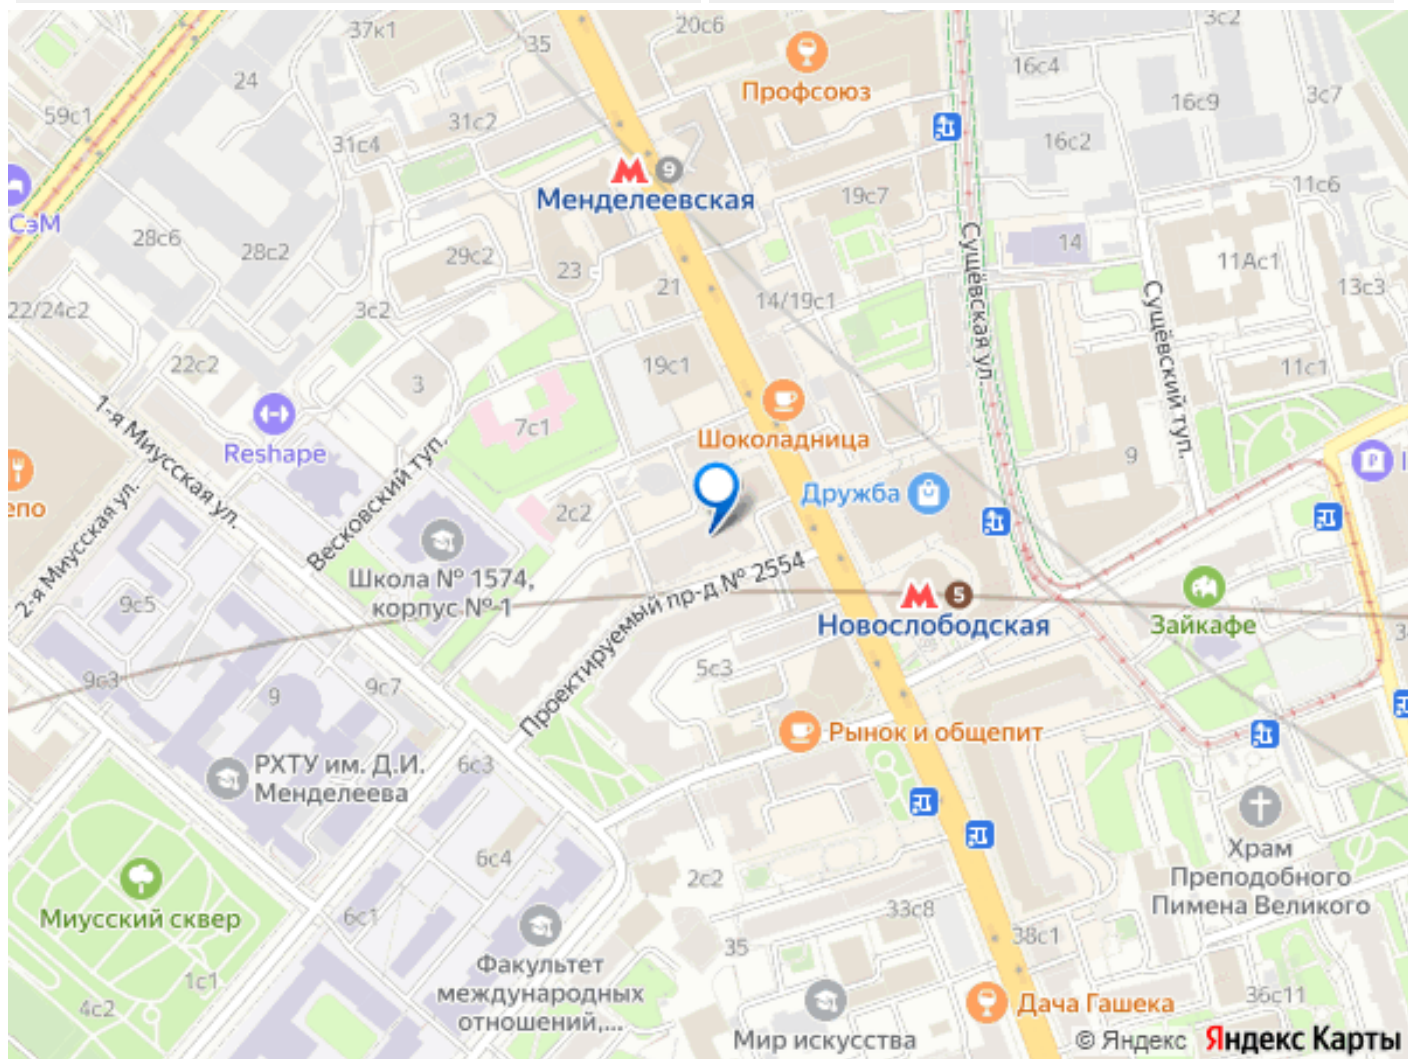 37к1
35
20с6
3с2
24
Профсоюз
16с4
16с9
3с7
59с1
31с2
31с4
16с2
9
Менделеевская
19с7
11с6
СэМ
28с6
28с2
29с2
23
21
14
11Ас1
13с3
22/24с2
3с2
14/19с1
Сущёвская ул.
Сущёвский туп.
22с2
3
19с1
11с1
1-я Миусская ул.
Reshape
7с1
Шоколадница
9
Весковский туп.
2с2
Дружба
епо
2-я Миусская ул.
Школа № 1574,
корпус № 1
Проектируемый пр-д № 2554
5
Новослободская
Зайкафе
9с5
9с3
9
9с7
5с3
Рынок и общепит
РХТУ им. Д.И.
Менделеева
6с3
6с4
2с2
Храм
Преподобного
Пимена Великого
Миусский сквер
6с1
33с8
35
38с1
Факультет
международных
отношений,...
1с1
4с2
36с11
Дача Гашека
Мир искусства
© Яндекс Яндекс Карты